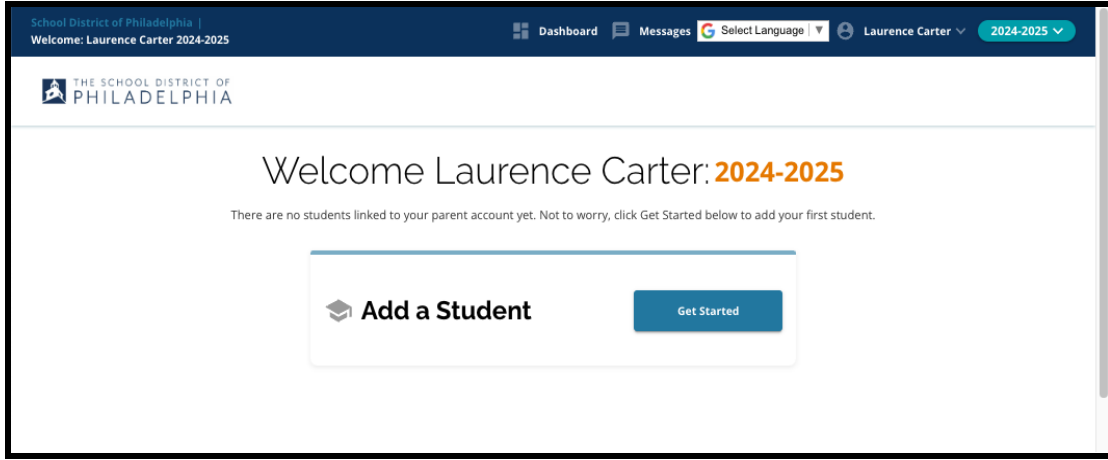 School District of Philadelphia |
Welcome: Laurence Carter 2024-2025
Dashboard Messages G Select Language ▼ Laurence Carter 2024-2025
THE SCHOOL DISTRICT OF
PHILADELPHIA
Welcome Laurence Carter: 2024-2025
There are no students linked to your parent account yet. Not to worry, click Get Started below to add your first student.
Add a Student
Get Started